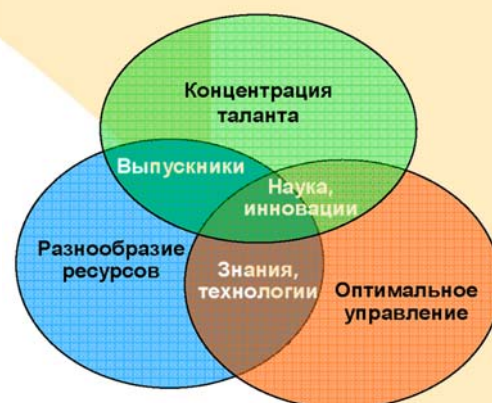 Концентрация
таланта
Выпускники
Наука,
инновации
Разнообразие
ресурсов
Знания,
технологии
Оптимальное
управление